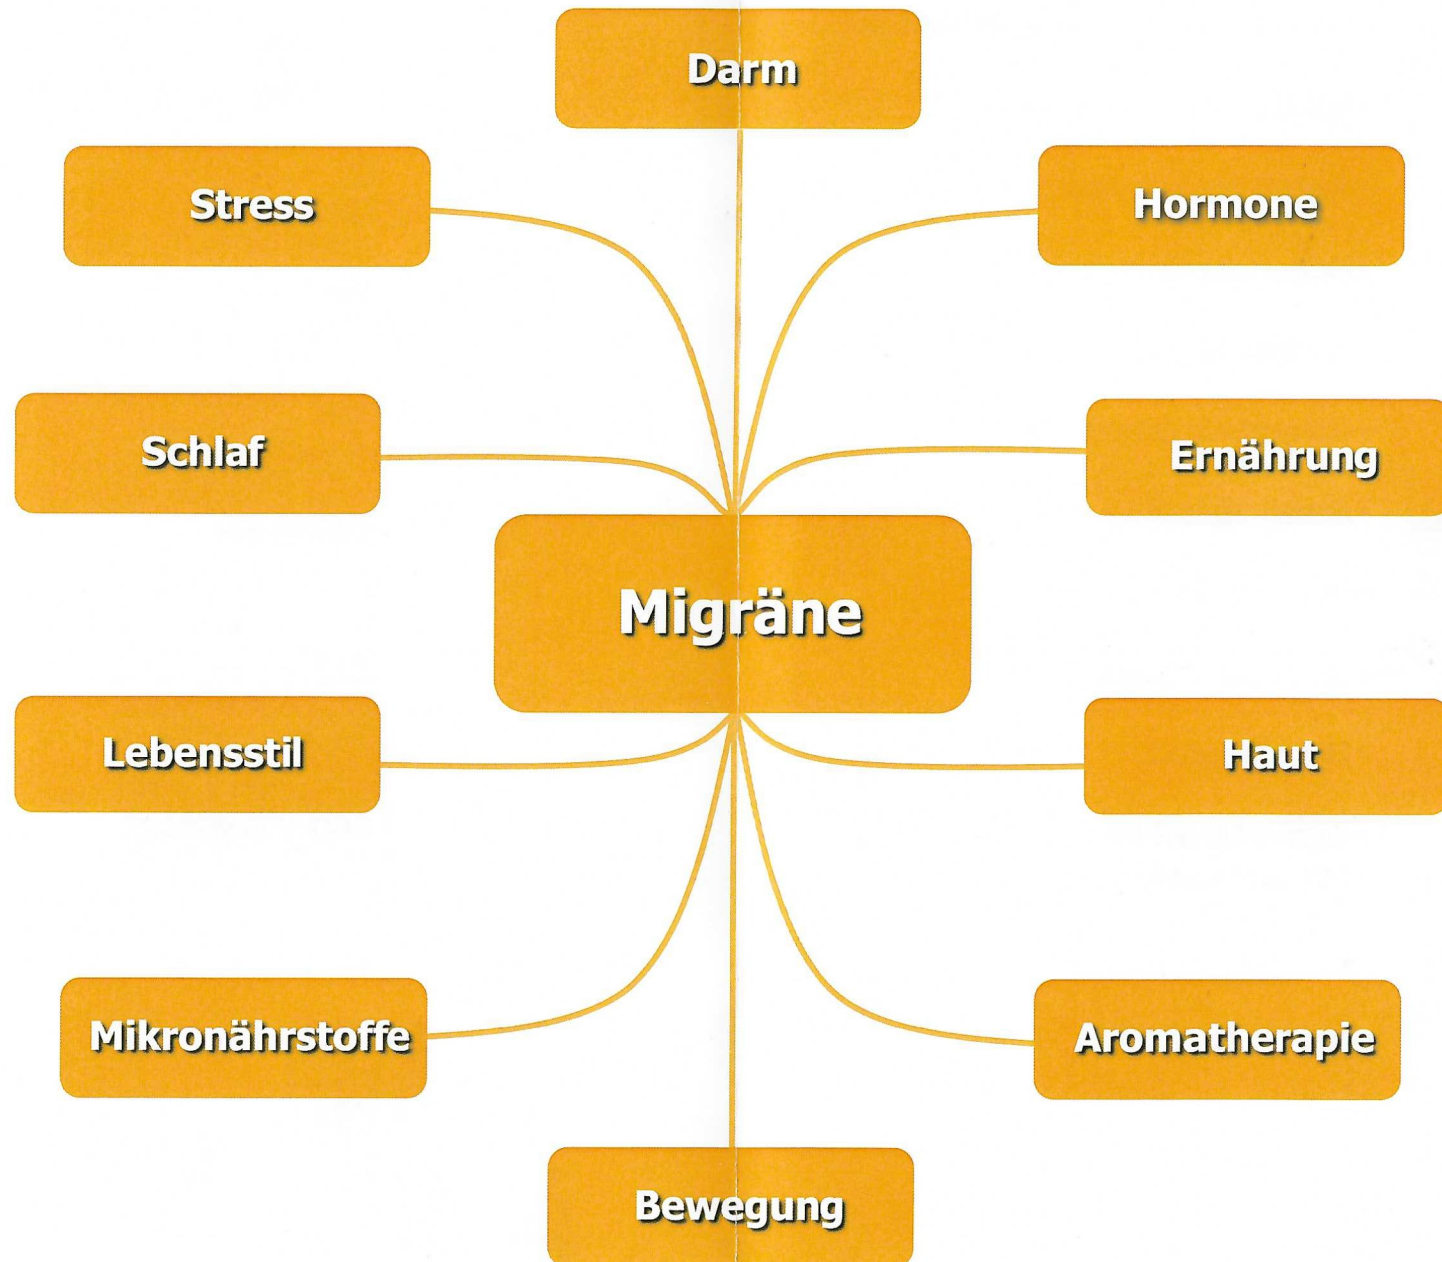 Darm
Stress
Hormone
Schlaf
Ernährung
Migräne
Lebensstil
Haut
Mikronährstoffe
Aromatherapie
Bewegung